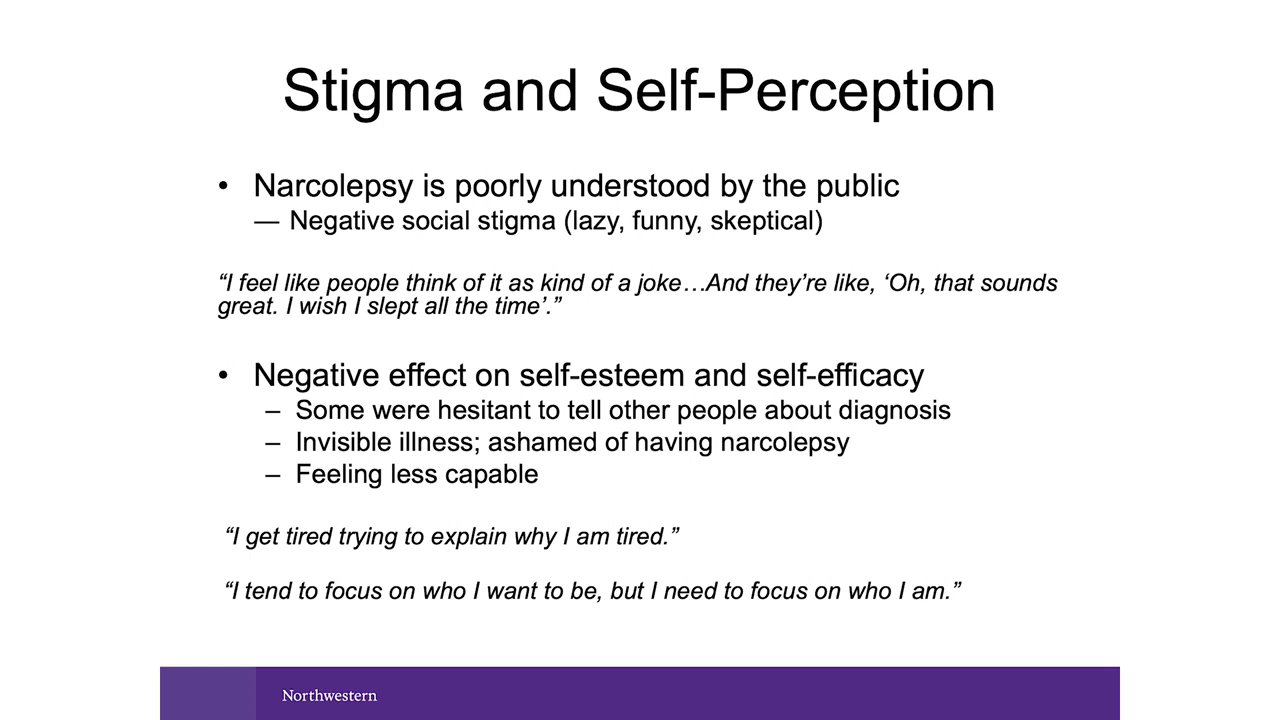 Stigma and Self-Perception
• Narcolepsy is poorly understood by the public
— Negative social stigma (lazy, funny, skeptical)
“I feel like people think of it as kind of a joke…And they’re like, ‘Oh, that sounds
great. I wish I slept all the time’.”
• Negative effect on self-esteem and self-efficacy
– Some were hesitant to tell other people about diagnosis
– Invisible illness; ashamed of having narcolepsy
– Feeling less capable
“I get tired trying to explain why I am tired.”
“I tend to focus on who I want to be, but I need to focus on who I am.”
Northwestern